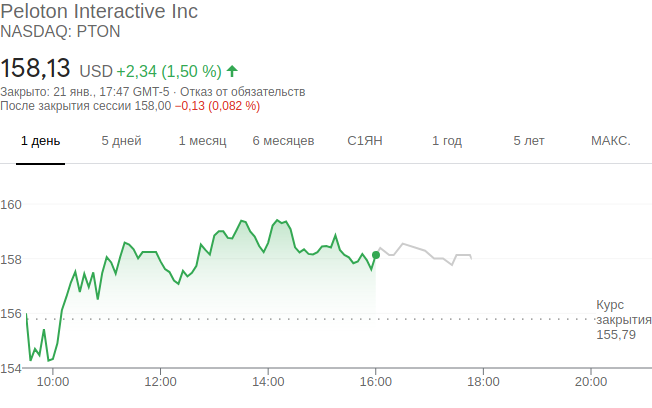 Peloton Interactive Inc
NASDAQ: PTON
158,13 USD +2,34 (1,50 %)
Закрыто: 21 янв., 17:47 GMT-5 · Отказ от обязательств
После закрытия сессии 158,00 −0,13 (0,082 %)
1 день 5 дней 1 месяц 6 месяцев С1ЯН 1 год 5 лет МАКС.
160
158
156
154
Курс
закрытия
155,79
10:00 12:00 14:00 16:00 18:00 20:00